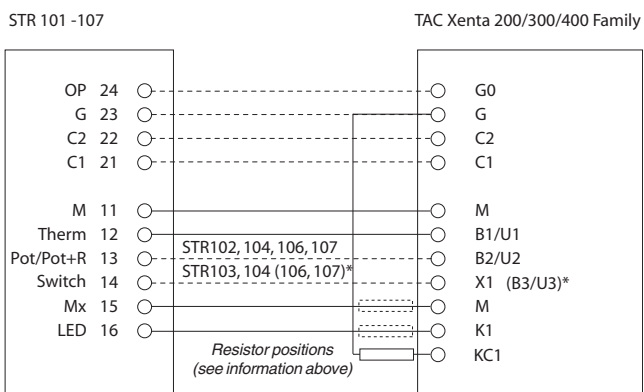 STR 101 -107
TAC Xenta 200/300/400 Family
OP 24 G0
G 23 G
C2 22 C2
C1 21 C1
M 11 M
Therm 12 B1/U1
STR102, 104, 106, 107
Pot/Pot+R 13 B2/U2
STR103, 104 (106, 107)*
Switch 14 X1 (B3/U3)*
Mx 15 M
LED 16 K1
Resistor positions
(see information above)
KC1